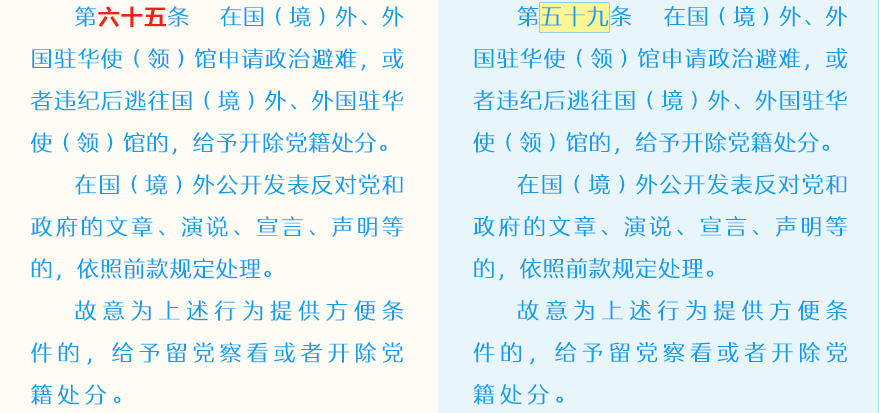 第六十五条 在国（境）外、外
国驻华使（领）馆申请政治避难，或
者违纪后逃往国（境）外、外国驻华
使（领）馆的，给予开除党籍处分。
在国（境）外公开发表反对党和
政府的文章、演说、宣言、声明等
的，依照前款规定处理。
故意为上述行为提供方便条
件的，给予留党察看或者开除党
籍处分。
第五十九条 在国（境）外、外
国驻华使（领）馆申请政治避难，或
者违纪后逃往国（境）外、外国驻华
使（领）馆的，给予开除党籍处分。
在国（境）外公开发表反对党和
政府的文章、演说、宣言、声明等
的，依照前款规定处理。
故意为上述行为提供方便条
件的，给予留党察看或者开除党
籍处分。